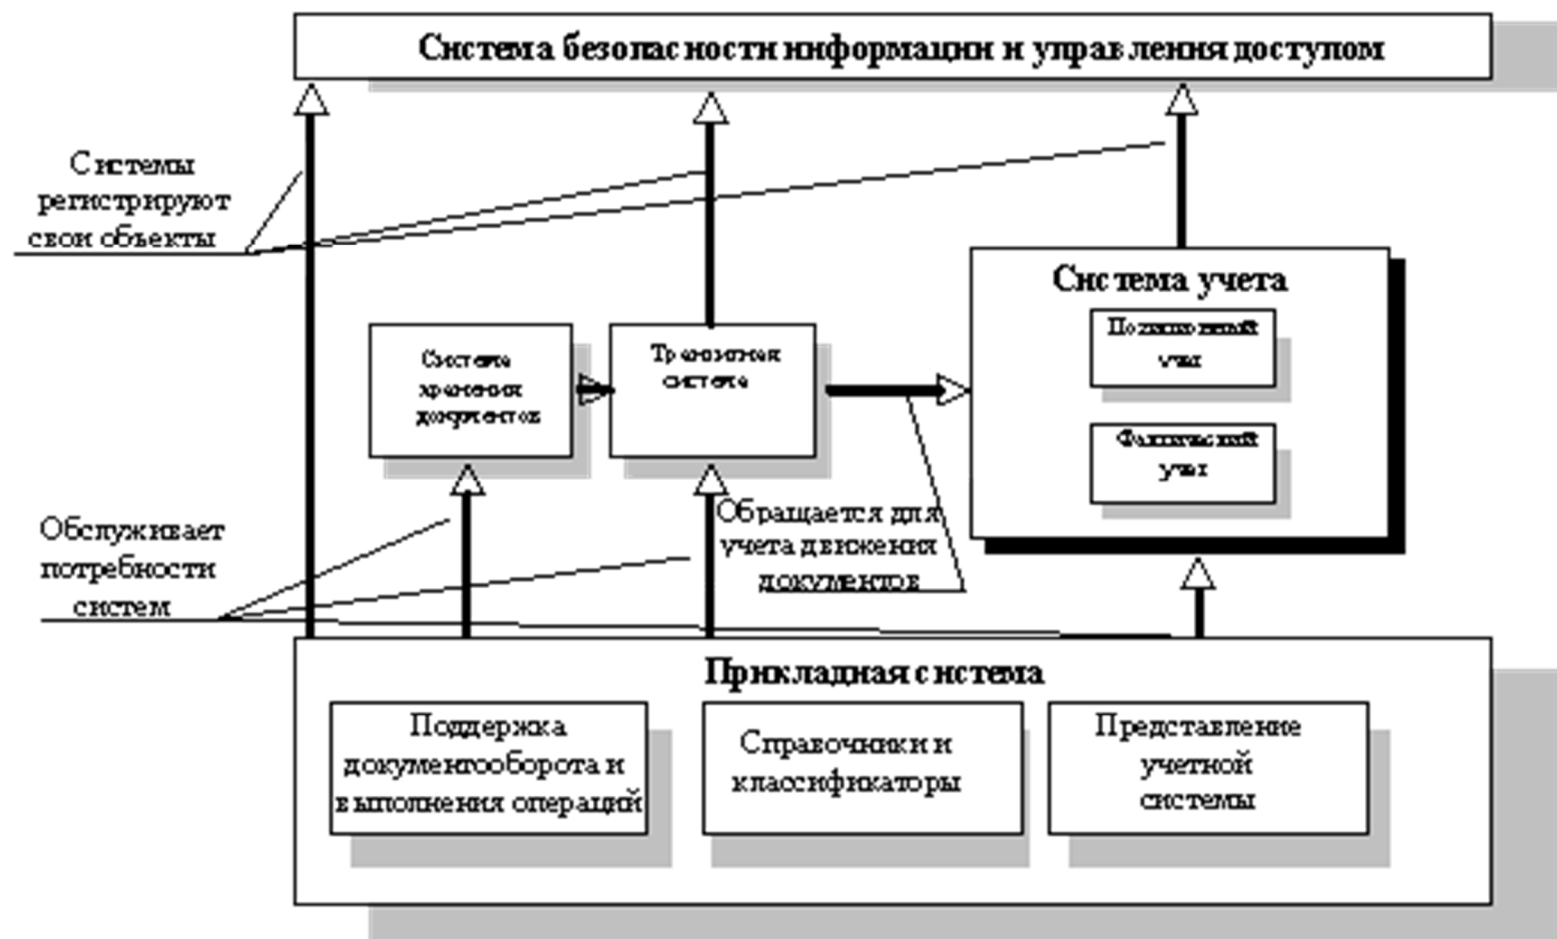 Система безопасности информации и управления доступом
Системы
регистрируют
свои объекты
Система учета
Позиционный
учет
Фактический
учет
Система
хранения
документов
Транзитная
система
Обслуживает
потребности
систем
Обращается для
учета движения
документов
Прикладная система
Поддержка
документооборота и
выполнения операций
Справочники и
классификаторы
Представление
учетной
системы